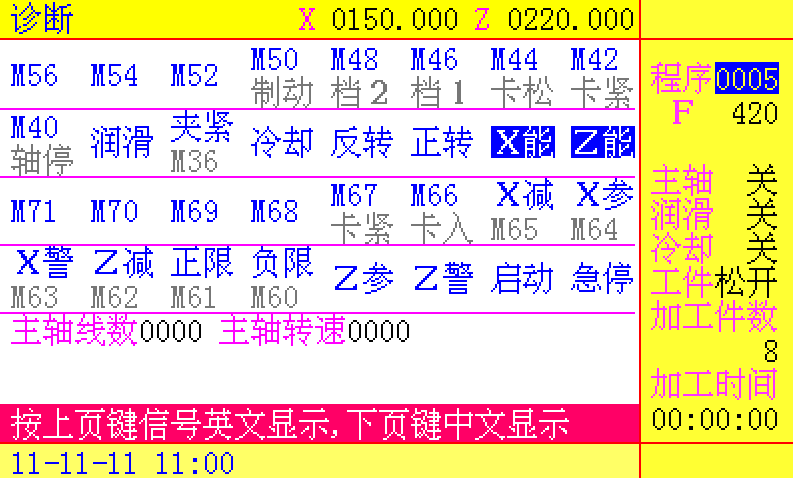 诊断 X 0150.000 Z 0220.000
M56 M54 M52 M50 M48 M46 M44 M42
制动 档2 档1 卡松 卡紧
M40 润滑 夹紧 冷却 反转 正转 X能 Z能
轴停 M36
M71 M70 M69 M68 M67 M66 X减 X参
卡紧 卡入 M65 M64
X警 Z减 正限 负限 Z参 Z警 启动 急停
M63 M62 M61 M60
主轴线数0000 主轴转速0000
按上页键信号英文显示,下页键中文显示
11-11-11 11:00
程序0005
F 420
主轴 关
润滑 关
冷却 关
工件松开
加工件数
8
加工时间
00:00:00